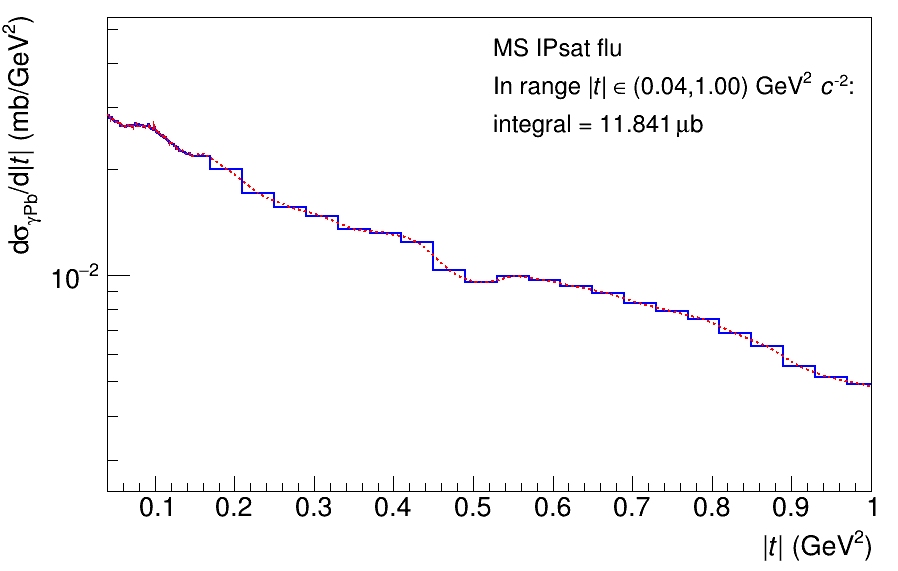 dσγPb/d|t| (mb/GeV²)
MS IPsat flu
In range |t| ∈ (0.04,1.00) GeV² c⁻²:
integral = 11.841 μb
10⁻²
0.1 0.2 0.3 0.4 0.5 0.6 0.7 0.8 0.9 1
|t| (GeV²)